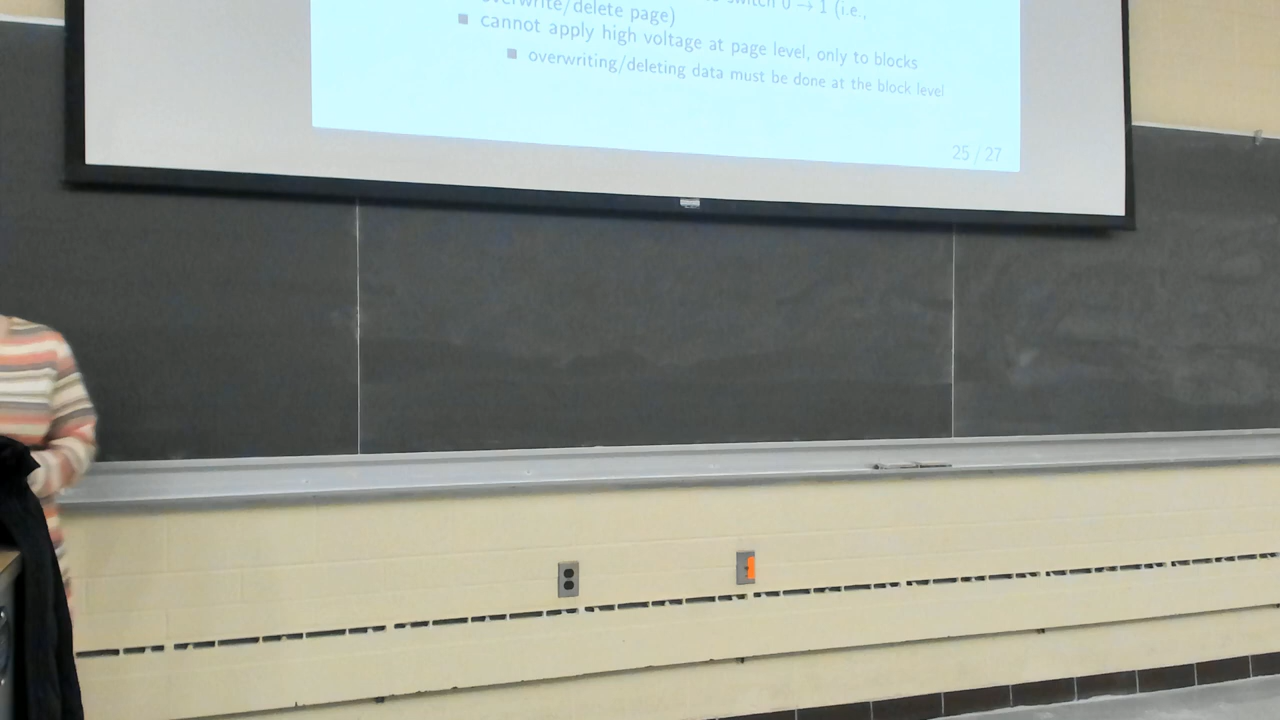 switch 0 → 1 (i.e.,
overwrite/delete page)
cannot apply high voltage at page level, only to blocks
overwriting/deleting data must be done at the block level
25 / 27